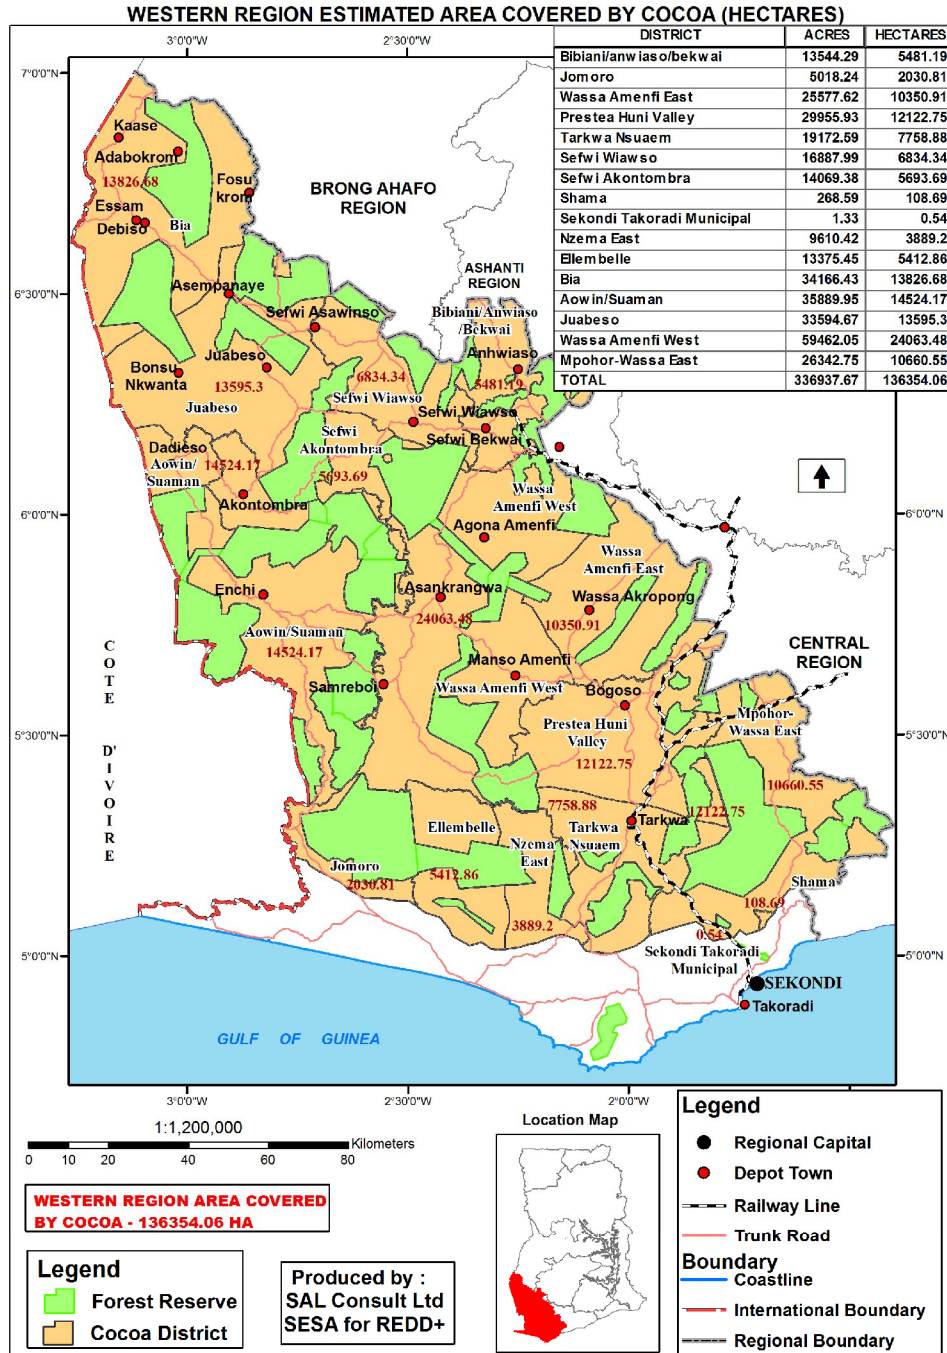 WESTERN REGION ESTIMATED AREA COVERED BY COCOA (HECTARES)
DISTRICT ACRES HECTARES
Bibiani/anwiaso/bekwai 13544.29 5481.19
Jomoro 5018.24 2030.81
Wassa Amenfi East 25577.62 10350.91
Prestea Huni Valley 29955.93 12122.75
Tarkwa Nsuaem 19172.59 7758.88
Sefwi Wiawso 16887.99 6834.34
Sefwi Akontombra 14069.38 5693.69
Shama 268.59 108.69
Sekondi Takoradi Municipal 1.33 0.54
Nzema East 9610.42 3889.2
Ellembelle 13375.45 5412.86
Bia 34166.43 13826.68
Aowin/Suaman 35889.95 14524.17
Juabeso 33594.67 13595.3
Wassa Amenfi West 59462.05 24063.48
Mpohor-Wassa East 26342.75 10660.55
TOTAL 336937.67 136354.06
3°0'0"W 2°30'0"W
7°0'0"N
Kaase
Adabokrom
13826.68
Fosu
krom
BRONG AHAFO
REGION
Essam
Debiso
Bia
ASHANTI
REGION
6°30'0"N
Asempanaye
Sefwi Asawinso
Bibiani/Anwiaso
/Bekwai
Anhwiaso
Juabeso
Bonsu
Nkwanta
13595.3
Juabeso
6834.34
Sefwi Wiawso
5481.19
Sefwi Wiawso
Sefwi Bekwai
Sefwi
Akontombra
5693.69
Dadieso
Aowin/
Suaman
14524.17
Akontombra
Wassa
Amenfi West
6°0'0"N
6°0'0"N
Agona Amenfi
Wassa
Amenfi East
Enchi
Asankrangwa
24063.48
Wassa Akropong
10350.91
Aowin/Suaman
14524.17
COTE
D'IVOIRE
CENTRAL
REGION
Manso Amenfi
Wassa Amenfi West
Samreboi
Bogoso
Prestea Huni
Valley
12122.75
Mpohor-
Wassa East
5°30'0"N
5°30'0"N
10660.55
7758.88
12122.75
Tarkwa
Ellembelle
Nzema
East
Tarkwa
Nsuaem
Jomoro
2030.81
5412.86
3889.2
Shama
108.69
0.54
Sekondi Takoradi
Municipal
5°0'0"N
5°0'0"N
SEKONDI
Takoradi
GULF OF GUINEA
3°0'0"W 2°30'0"W 2°0'0"W
1:1,200,000
Kilometers
0 10 20 40 60 80
WESTERN REGION AREA COVERED
BY COCOA - 136354.06 HA
Legend
Forest Reserve
Cocoa District
Produced by :
SAL Consult Ltd
SESA for REDD+
Location Map
Legend
Regional Capital
Depot Town
Railway Line
Trunk Road
Boundary
Coastline
International Boundary
Regional Boundary